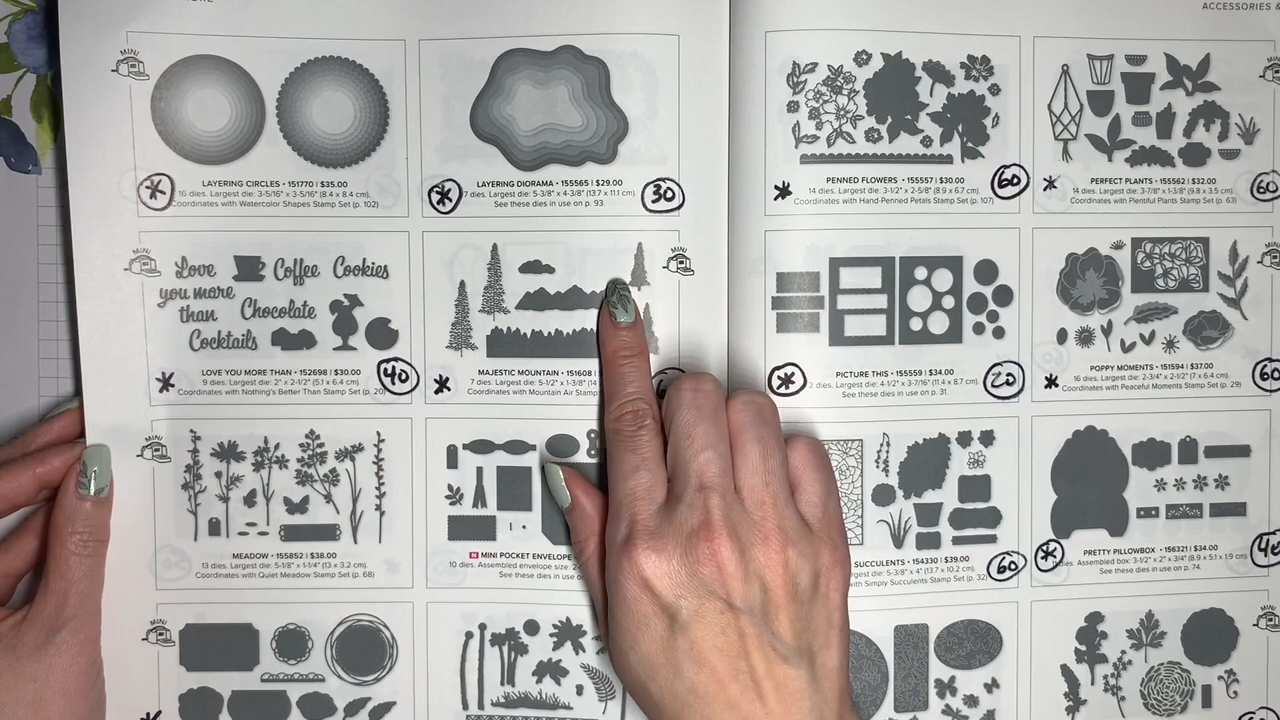 ACCESSORIES &
MINI
LAYERING CIRCLES • 151770 | $35.00
16 dies. Largest die: 3-5/16" x 3-5/16" (8.4 x 8.4 cm).
Coordinates with Watercolor Shapes Stamp Set (p. 102)
*
LAYERING DIORAMA • 155565 | $29.00
7 dies. Largest die: 5-3/8" x 4-3/8" (13.7 x 11.1 cm).
See these dies in use on p. 93.
*
30
PENNED FLOWERS • 155557 | $30.00
14 dies. Largest die: 3-1/2" x 2-5/8" (8.9 x 6.7 cm).
Coordinates with Hand-Penned Petals Stamp Set (p. 107)
*
60
PERFECT PLANTS • 155562 | $32.00
14 dies. Largest die: 3-7/8" x 1-3/8" (9.8 x 3.5 cm).
Coordinates with Plentiful Plants Stamp Set (p. 63)
*
60
MINI
Love
you more
than
Coffee
Cookies
Chocolate
Cocktails
LOVE YOU MORE THAN • 152698 | $30.00
9 dies. Largest die: 2" x 2-1/2" (5.1 x 6.4 cm).
Coordinates with Nothing's Better Than Stamp Set (p. 20
*
40
MINI
MAJESTIC MOUNTAIN • 151608 |
7 dies. Largest die: 5-1/2" x 1-3/8" (14
Coordinates with Mountain Air Stamp
*
PICTURE THIS • 155559 | $34.00
2 dies. Largest die: 4-1/2" x 3-7/16" (11.4 x 8.7 cm).
See these dies in use on p. 31.
*
20
POPPY MOMENTS • 151594 | $37.00
16 dies. Largest die: 2-3/4" x 2-1/2" (7 x 6.4 cm).
Coordinates with Peaceful Moments Stamp Set (p. 29)
*
60
MINI
MEADOW • 155852 | $38.00
13 dies. Largest die: 5-1/8" x 1-1/4" (13 x 3.2 cm).
Coordinates with Quiet Meadow Stamp Set (p. 68)
N MINI POCKET ENVELOPE
10 dies. Assembled envelope size: 2-
See these dies in use on
SUCCULENTS • 154330 | $39.00
die: 5-3/8" x 4" (13.7 x 10.2 cm).
with Simply Succulents Stamp Set (p. 32)
60
PRETTY PILLOWBOX • 156321 | $34.00
dies. Assembled box: 3-1/2" x 2" x 3/4" (8.9 x 5.1 x 1.9 cm).
See these dies in use on p. 74.
*
40
MINI